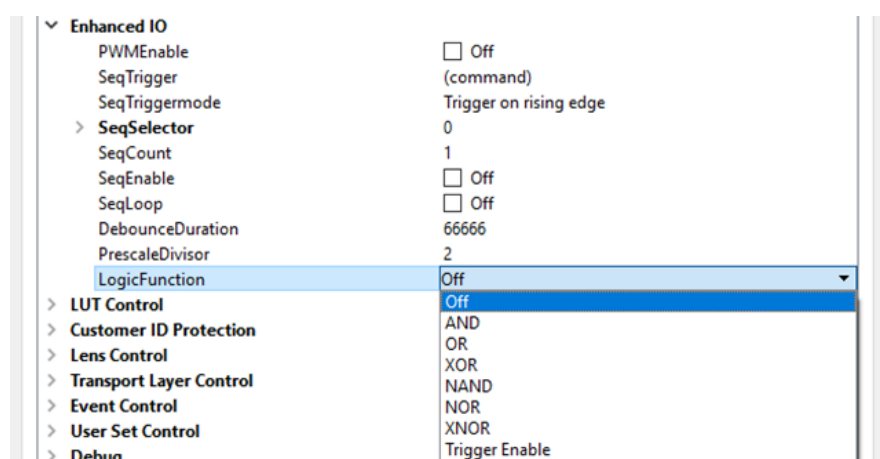 Enhanced IO
PWMEnable Off
SeqTrigger (command)
SeqTriggermode Trigger on rising edge
SeqSelector 0
SeqCount 1
SeqEnable Off
SeqLoop Off
DebounceDuration 66666
PrescaleDivisor 2
LogicFunction Off
LUT Control Off
Customer ID Protection AND
OR
Lens Control XOR
Transport Layer Control NAND
Event Control NOR
User Set Control XNOR
Debug Trigger Enable